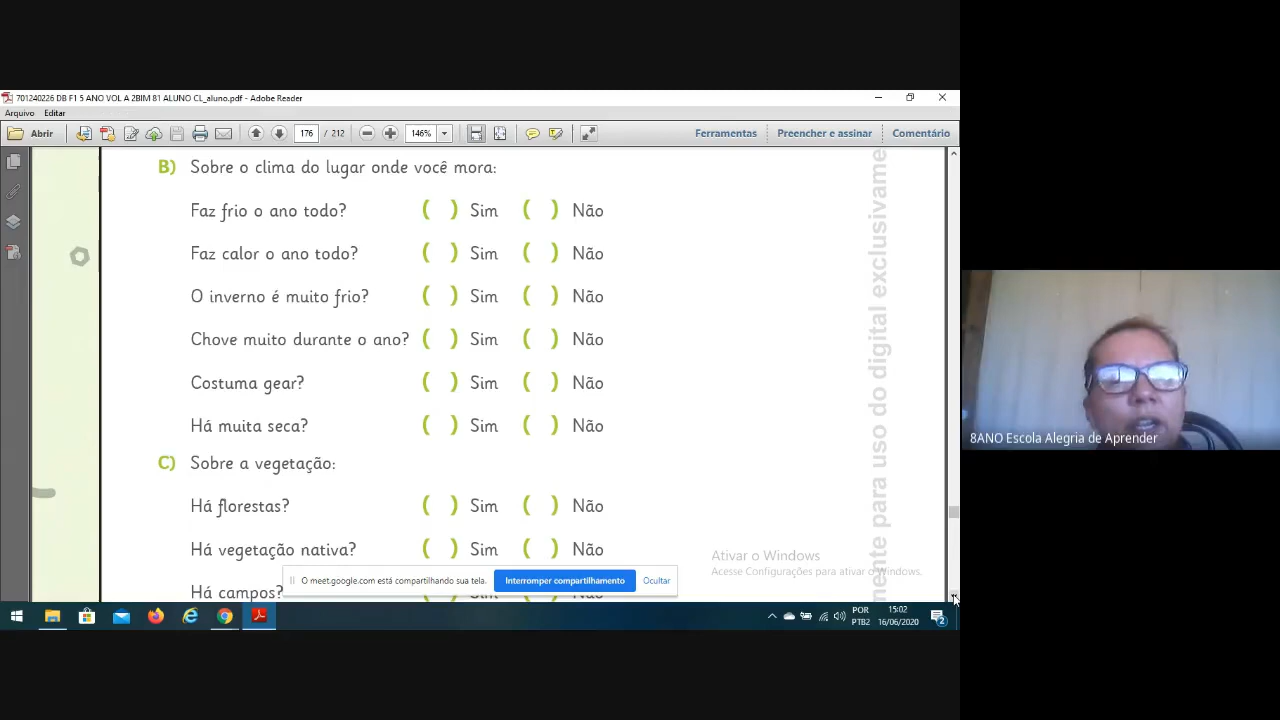 701240226 DB F1 5 ANO VOL A 2BIM 81 ALUNO CL_aluno.pdf - Adobe Reader
Arquivo Editar
Abrir 176 / 212 146% Ferramentas Preencher e assinar Comentário
B) Sobre o clima do lugar onde você mora:
Faz frio o ano todo? ( ) Sim ( ) Não
Faz calor o ano todo? ( ) Sim ( ) Não
O inverno é muito frio? ( ) Sim ( ) Não
Chove muito durante o ano? ( ) Sim ( ) Não
Costuma gear? ( ) Sim ( ) Não
Há muita seca? ( ) Sim ( ) Não
C) Sobre a vegetação:
Há florestas? ( ) Sim ( ) Não
Há vegetação nativa? ( ) Sim ( ) Não
Há campos? ( ) Sim ( ) Não
mente para uso do digital exclusivame
Ativar o Windows
Acesse Configurações para ativar o Windows.
O meet.google.com está compartilhando sua tela. Interromper compartilhamento Ocultar
POR 15:02
PTB2 16/06/2020 2
8ANO Escola Alegria de Aprender